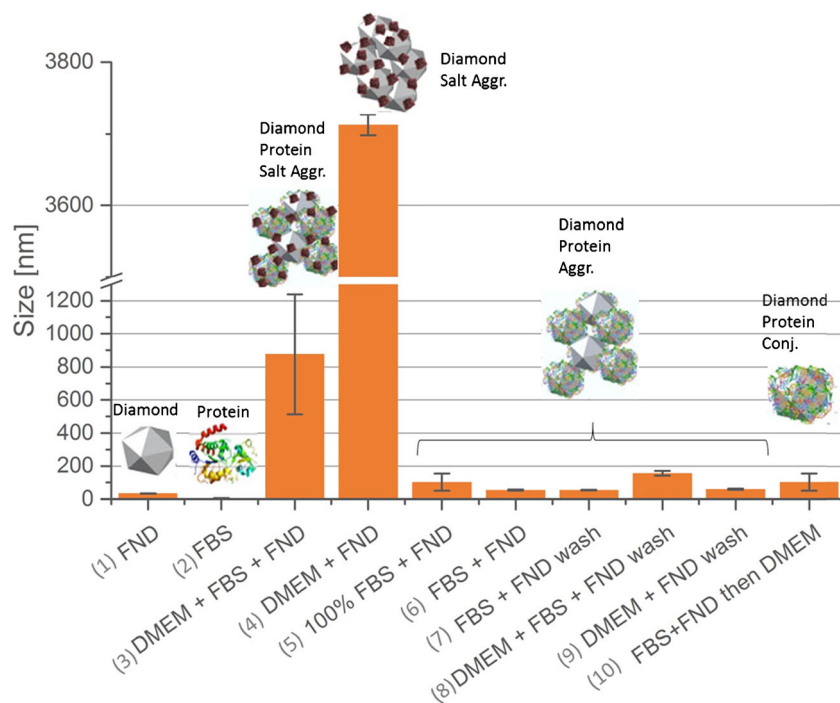 3800
3600
1200
1000
800
600
400
200
0
Size [nm]
Diamond
Salt Aggr.
Diamond
Protein
Salt Aggr.
Diamond
Protein
Aggr.
Diamond
Protein
Conj.
Diamond
Protein
(1) FND
(2) FBS
(3) DMEM + FBS + FND
(4) DMEM + FND
(5) 100% FBS + FND
(6) FBS + FND
(7) FBS + FND wash
(8) DMEM + FBS + FND wash
(9) DMEM + FND wash
(10) FBS+FND then DMEM